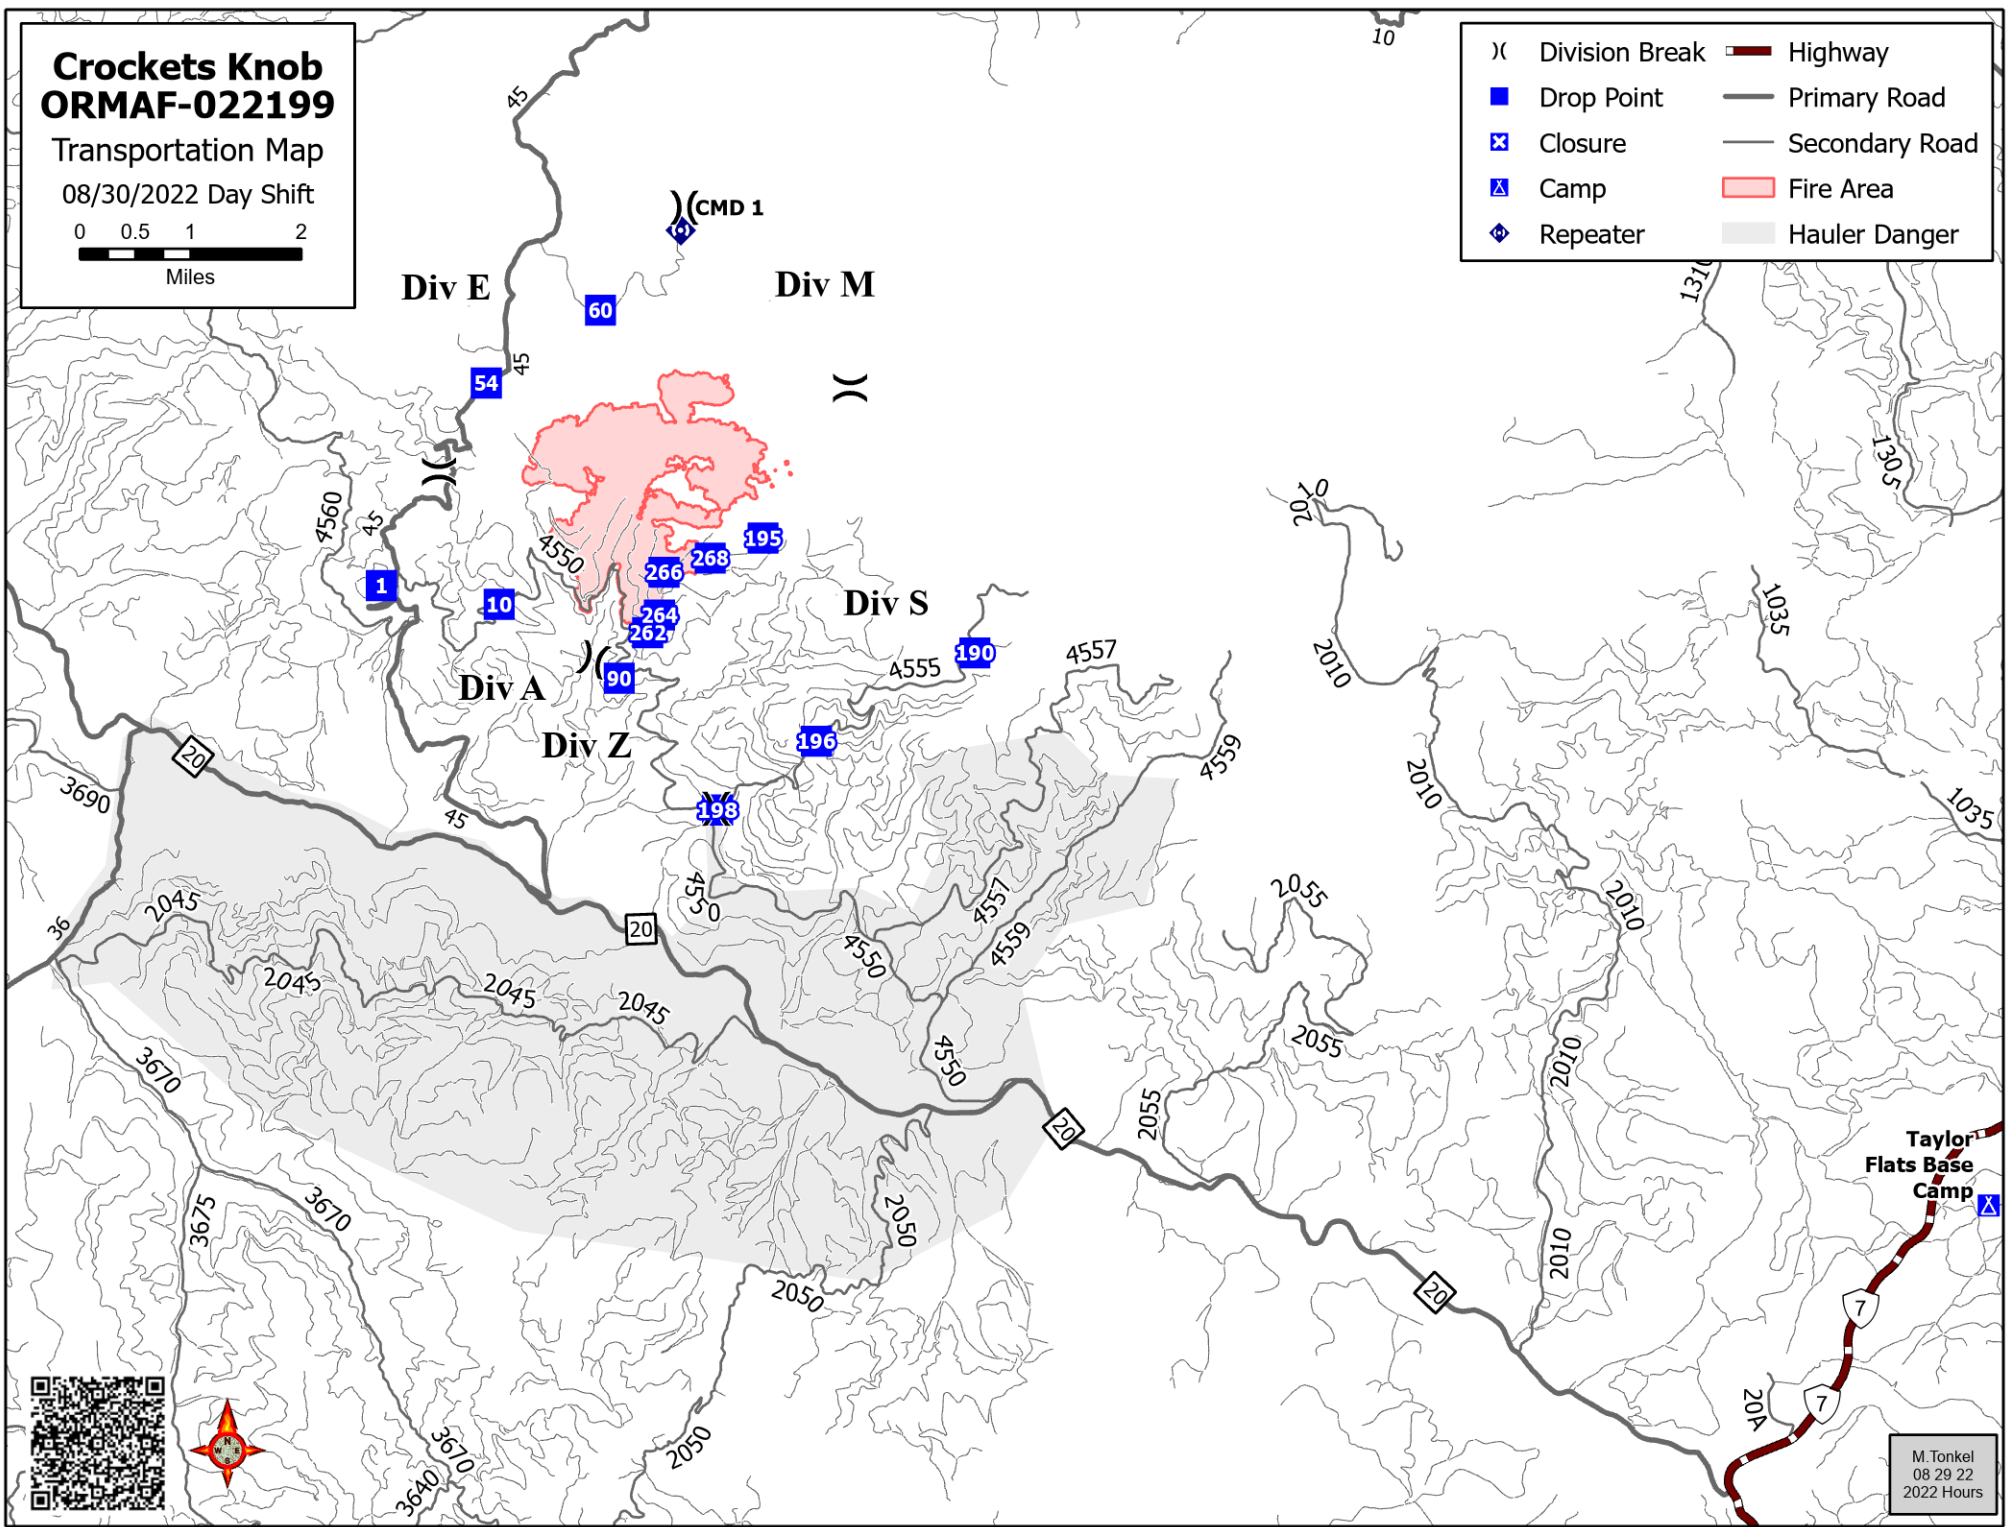 Crockets Knob
ORMAF-022199
Transportation Map
08/30/2022 Day Shift
0 0.5 1 2
Miles
Division Break
Drop Point
Closure
Camp
Repeater
Highway
Primary Road
Secondary Road
Fire Area
Hauler Danger
10
45
CMD 1
Div E
Div M
60
1310
45
54
1305
4560
45
4550
195
268
266
10
20
1
10
264
262
Div S
1035
90
190
4555
4557
2010
Div A
Div Z
196
4559
20
2010
3690
198
45
1035
4550
2045
4557
2055
2010
36
20
4550
4559
2045
2045
2045
2055
4550
2010
3670
2055
20
Taylor
Flats Base
Camp
3675
3670
2050
2010
2050
20
7
7
20A
2050
3670
3640
N
W E
S
M.Tonkel
08 29 22
2022 Hours